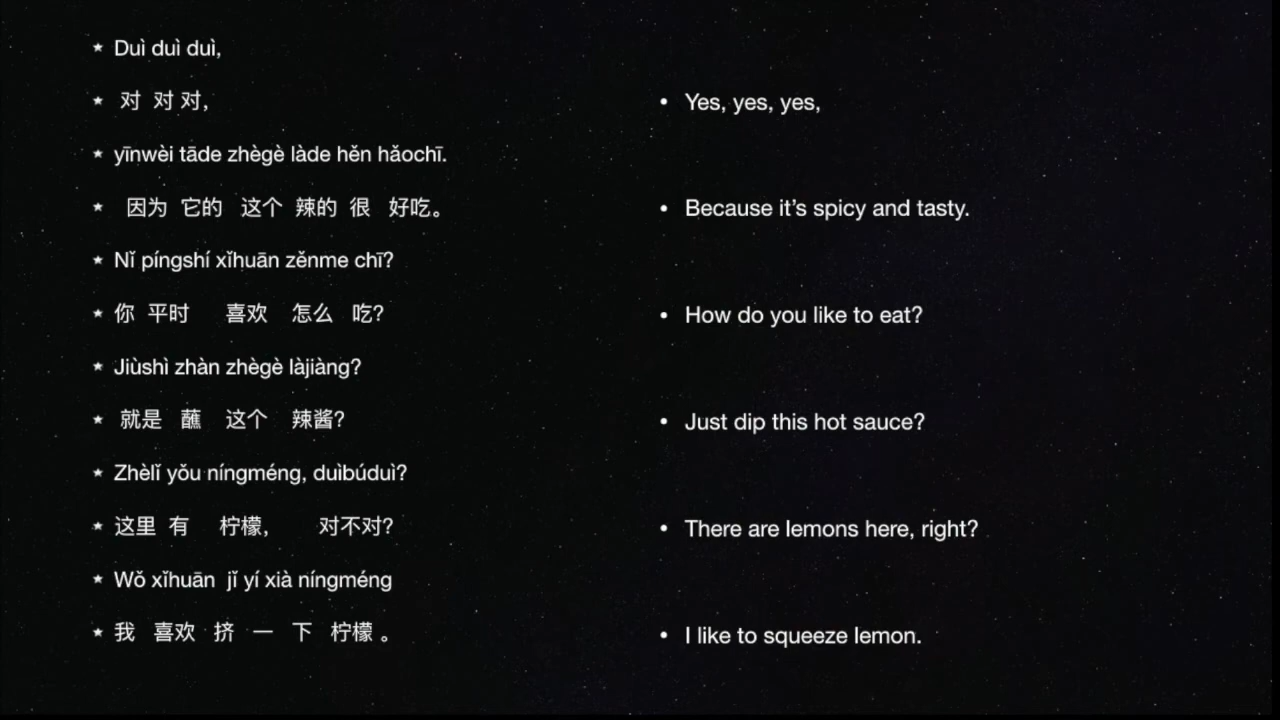 Duì duì duì,
对 对 对,
Yes, yes, yes,
yīnwèi tāde zhègè làde hěn hǎochī.
因为 它的 这个 辣的 很 好吃。
Because it’s spicy and tasty.
Nǐ píngshí xǐhuān zěnme chī?
你 平时 喜欢 怎么 吃?
How do you like to eat?
Jiùshì zhàn zhègè làjiàng?
就是 蘸 这个 辣酱?
Just dip this hot sauce?
Zhèlǐ yǒu níngméng, duìbúduì?
这里 有 柠檬, 对不对?
There are lemons here, right?
Wǒ xǐhuān jǐ yí xià níngméng
我 喜欢 挤 一 下 柠檬 。
I like to squeeze lemon.